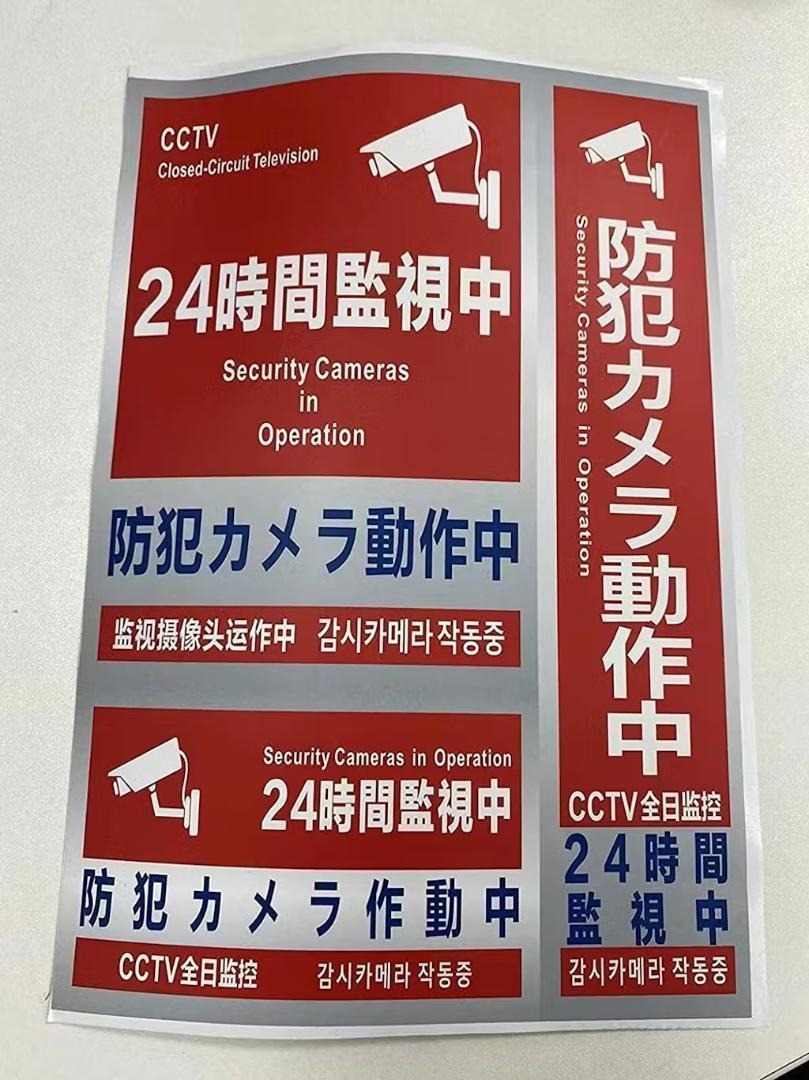 CCTV
Closed-Circuit Television
24時間監視中
Security Cameras
in
Operation
防犯カメラ動作中
监视摄像头运作中 감시카메라 작동중
Security Cameras in Operation
24時間監視中
防犯カメラ作動中
CCTV全日监控 감시카메라 작동중
防犯カメラ動作中
Security Cameras in Operation
CCTV全日监控
24時間
監視中
감시카메라 작동중